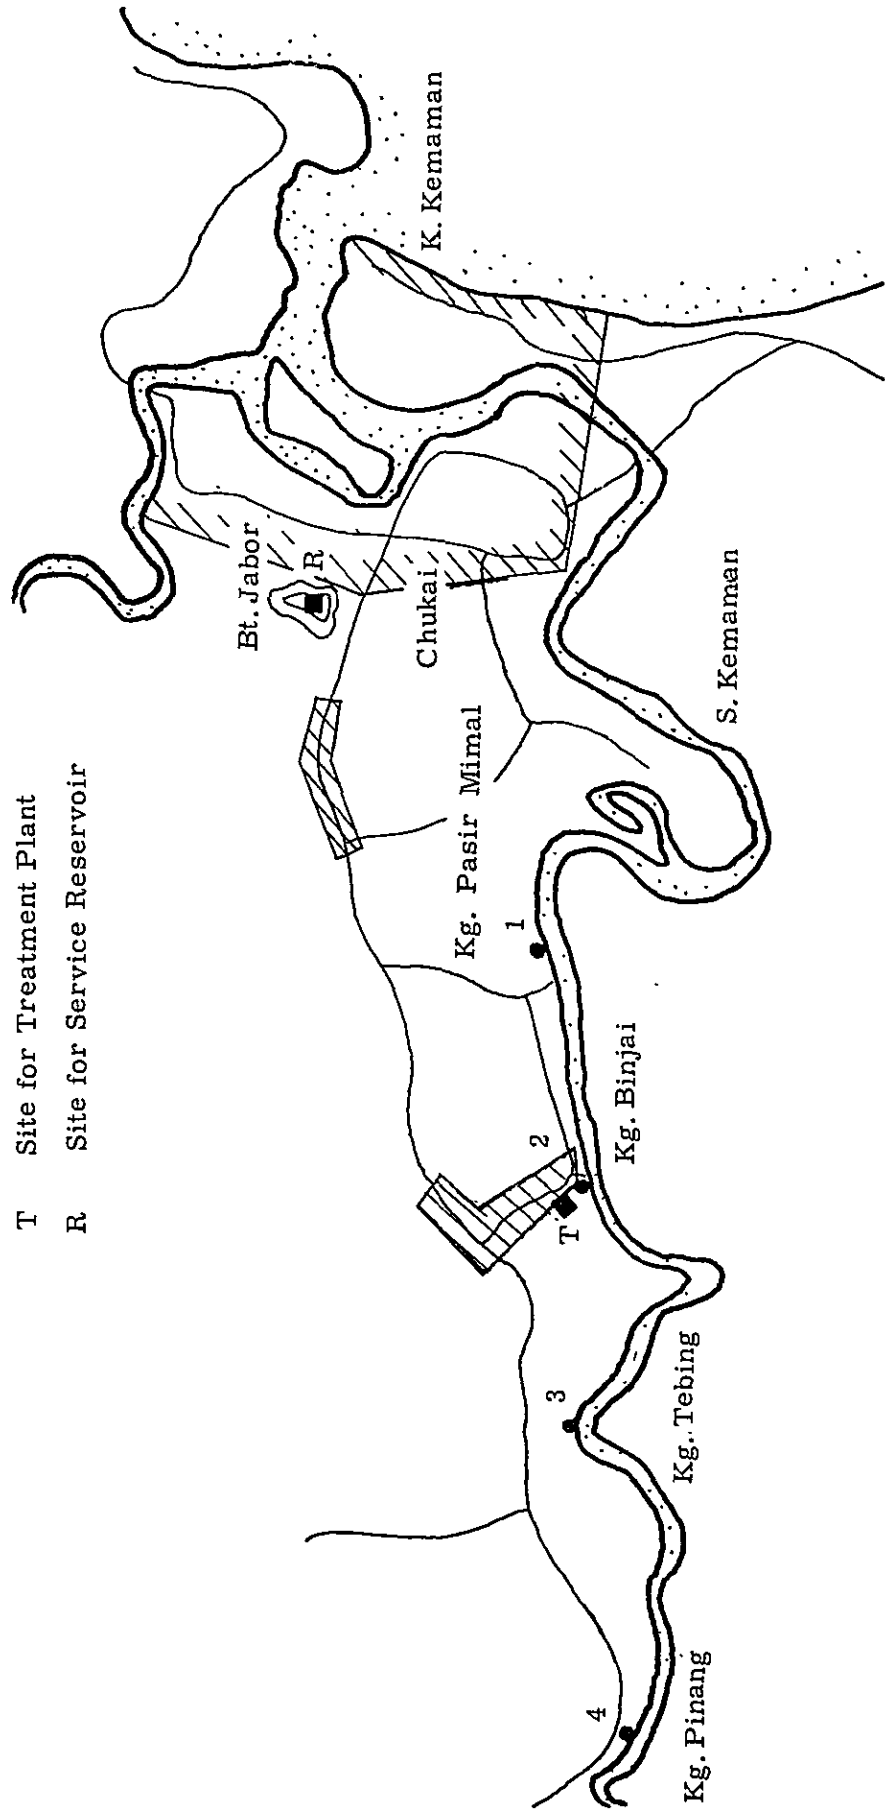 T Site for Treatment Plant
R Site for Service Reservoir
K. Kemaman
Bt. Jabor
R
Chukai
S. Kemaman
Kg. Pasir Mimal
1
2
Kg. Binjai
T
3
Kg. Tebing
4
Kg. Pinang